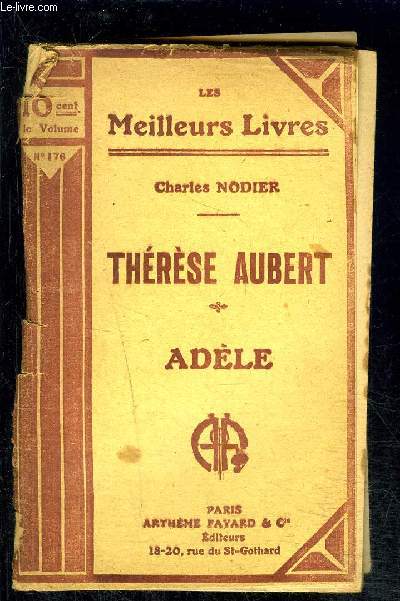 Le-livre.com
10 cent
le Volume
N° 176
LES
Meilleurs Livres
Charles NODIER
THÉRÈSE AUBERT
ADÈLE
PARIS
ARTHÈME FAYARD & Cie
Éditeurs
18-20, rue du St-Gothard